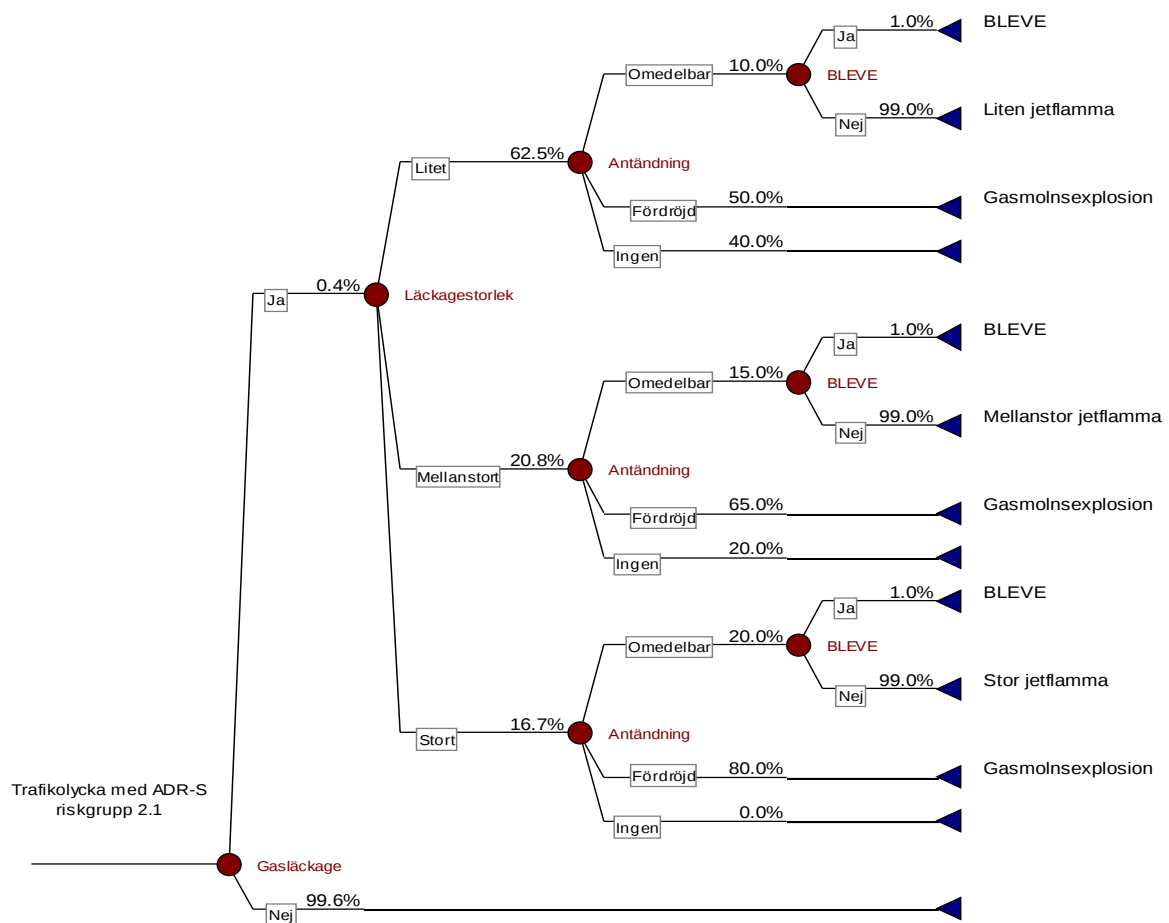 1.0%
BLEVE
Ja
Omedelbar
10.0%
BLEVE
Nej
99.0%
Liten jetflamma
Litet
62.5%
Antändning
Fördröjd
50.0%
Gasmolnsexplosion
Ingen
40.0%
Ja
0.4%
Läckagestorlek
1.0%
BLEVE
Ja
Omedelbar
15.0%
BLEVE
Nej
99.0%
Mellanstor jetflamma
Mellanstort
20.8%
Antändning
Fördröjd
65.0%
Gasmolnsexplosion
Ingen
20.0%
1.0%
BLEVE
Ja
Omedelbar
20.0%
BLEVE
Nej
99.0%
Stor jetflamma
Stort
16.7%
Antändning
Fördröjd
80.0%
Gasmolnsexplosion
Ingen
0.0%
Trafikolycka med ADR-S
riskgrupp 2.1
Gasläckage
Nej
99.6%